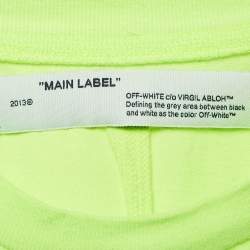 "MAIN LABEL"
2013©
OFF-WHITE c/o VIRGIL ABLOH™
Defining the grey area between black
and white as the color Off-White™